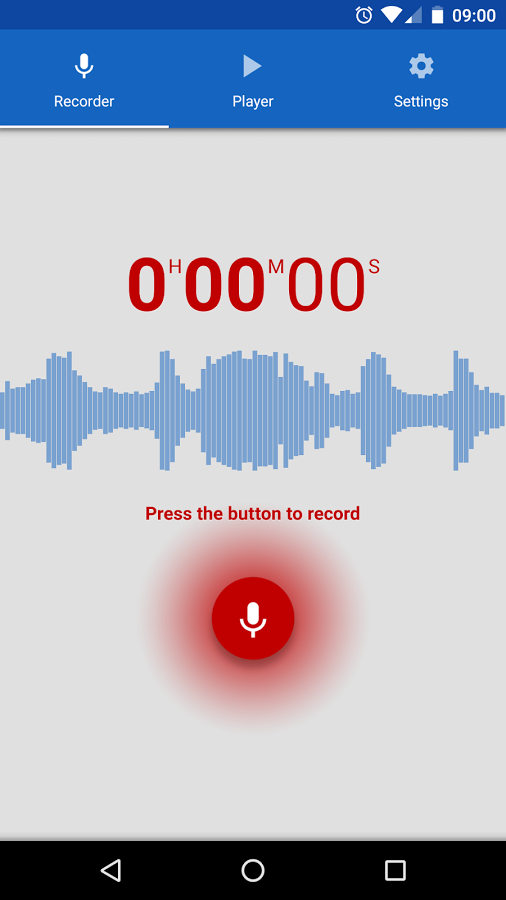 09:00
Recorder Player Settings
0H00M00S
Press the button to record